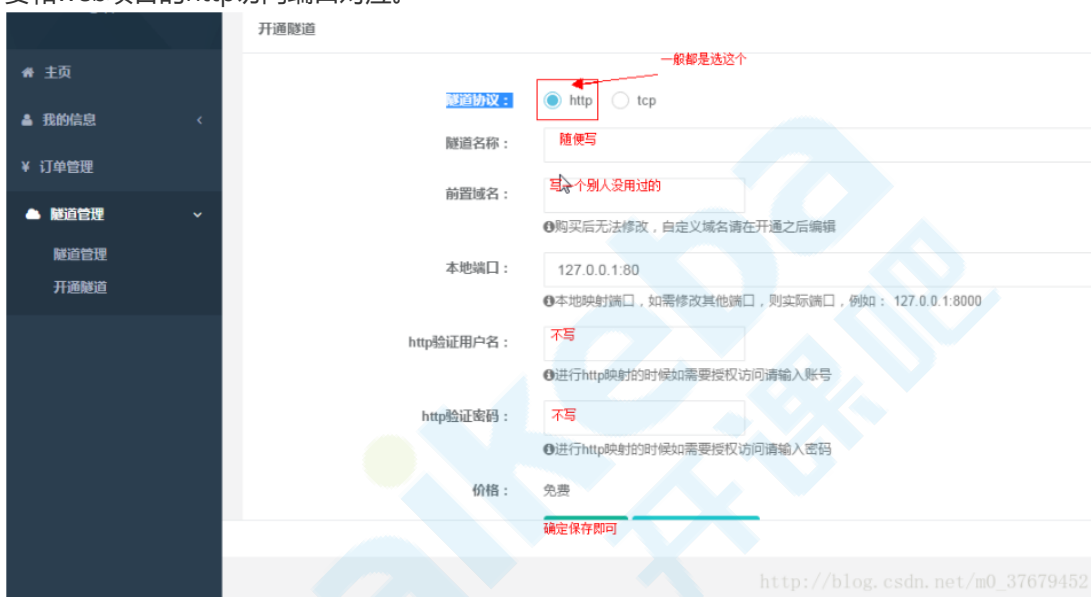 要和web项目的http访问端口对应。
开通隧道
一般都是选这个
主页
隧道协议： http tcp
我的信息
隧道名称： 随便写
¥ 订单管理
前置域名： 写一个别人没用过的
隧道管理
购买后无法修改，自定义域名请在开通之后编辑
隧道管理
本地端口： 127.0.0.1:80
开通隧道
本地映射端口，如需修改其他端口，则实际端口，例如： 127.0.0.1:8000
http验证用户名： 不写
进行http映射的时候如需要授权访问请输入账号
http验证密码： 不写
进行http映射的时候如需要授权访问请输入密码
价格： 免费
确定保存即可
aikeba
开课吧
http://blog.csdn.net/m0_37679452